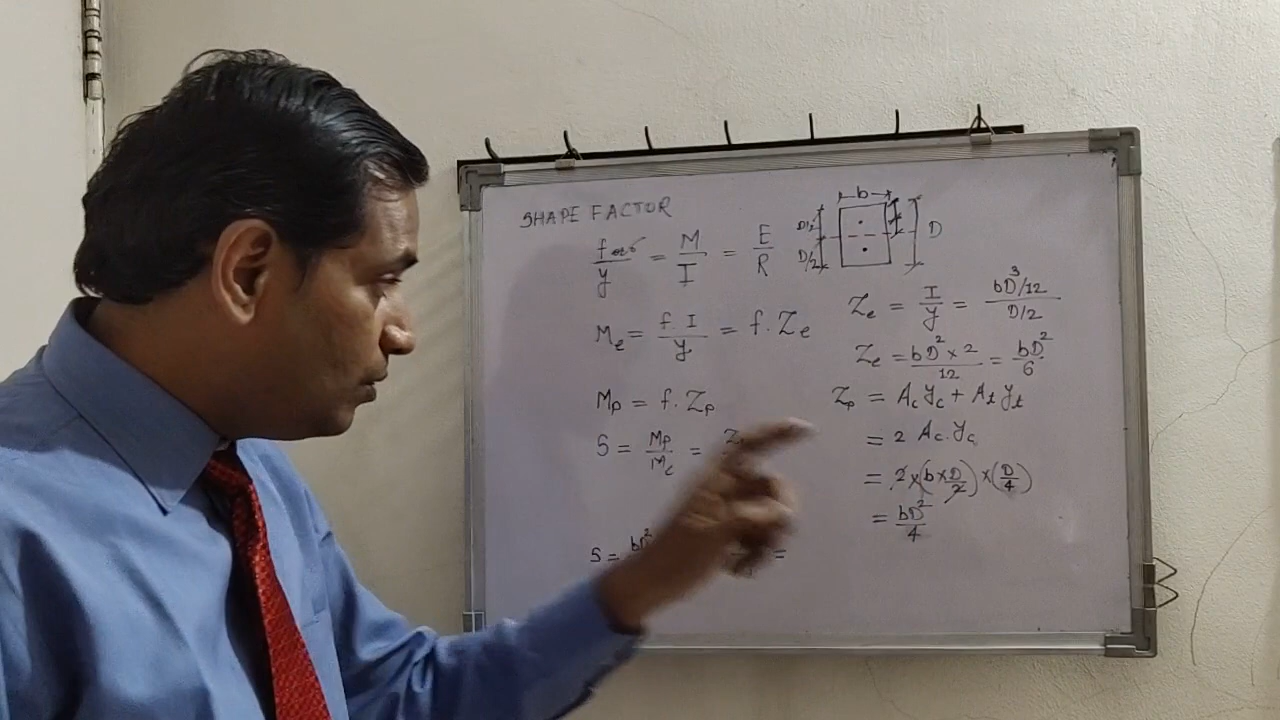 SHAPE FACTOR
f/y = M/I = E/R
b
D/2
D/2
D
Me = f.I/y = f.Ze
Mp = f.Zp
S = Mp/Me =
S = bD²
=
Ze = I/y = bD³/12 / D/2
Ze = bD² × 2/12 = bD²/6
Zp = Ac yc + At yt
= 2 Ac.yc
= 2 × (b × D/2) × (D/4)
= bD²/4